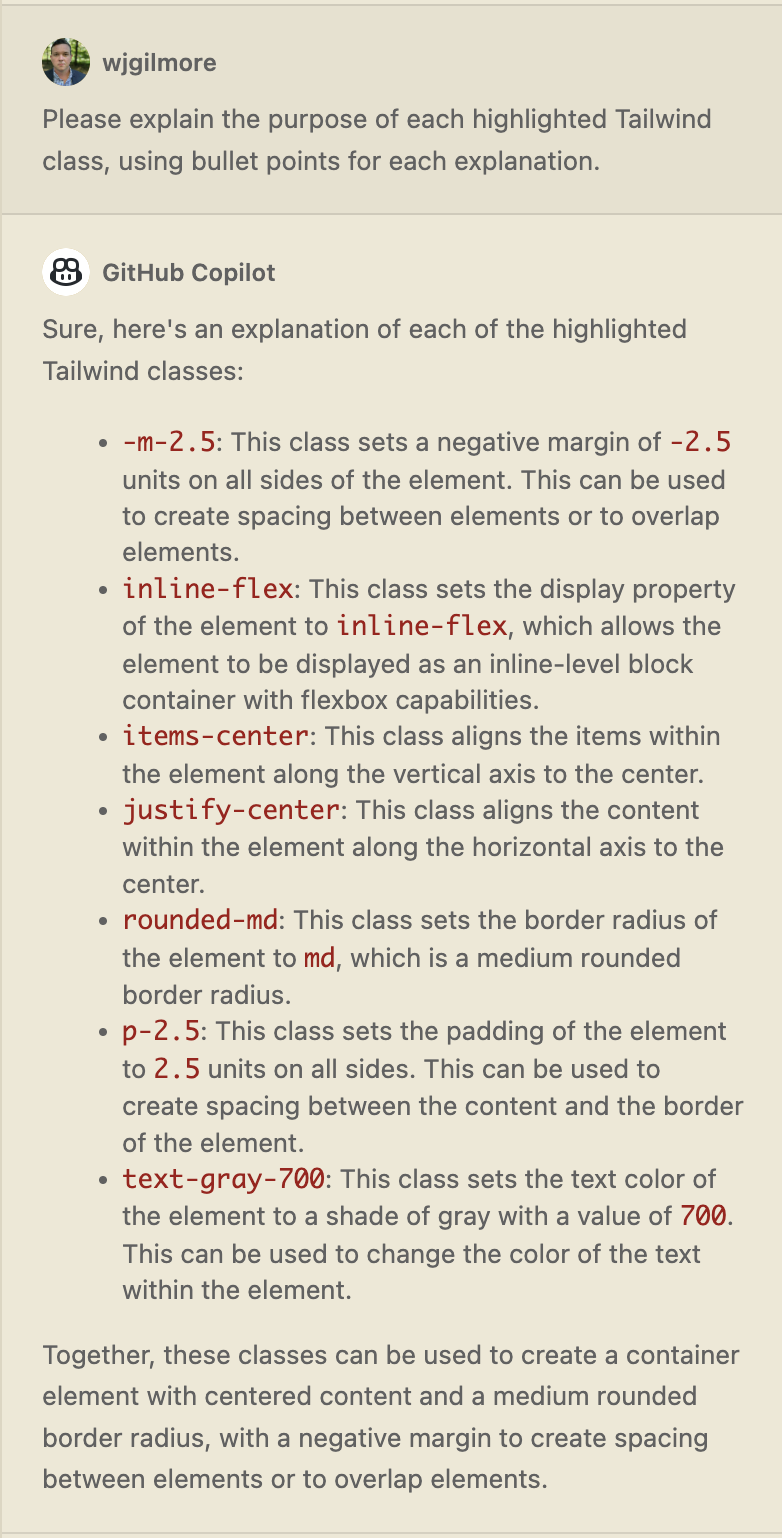 wjgilmore
Please explain the purpose of each highlighted Tailwind
class, using bullet points for each explanation.
GitHub Copilot
Sure, here's an explanation of each of the highlighted
Tailwind classes:
• -m-2.5: This class sets a negative margin of -2.5
units on all sides of the element. This can be used
to create spacing between elements or to overlap
elements.
• inline-flex: This class sets the display property
of the element to inline-flex, which allows the
element to be displayed as an inline-level block
container with flexbox capabilities.
• items-center: This class aligns the items within
the element along the vertical axis to the center.
• justify-center: This class aligns the content
within the element along the horizontal axis to the
center.
• rounded-md: This class sets the border radius of
the element to md, which is a medium rounded
border radius.
• p-2.5: This class sets the padding of the element
to 2.5 units on all sides. This can be used to
create spacing between the content and the border
of the element.
• text-gray-700: This class sets the text color of
the element to a shade of gray with a value of 700.
This can be used to change the color of the text
within the element.
Together, these classes can be used to create a container
element with centered content and a medium rounded
border radius, with a negative margin to create spacing
between elements or to overlap elements.